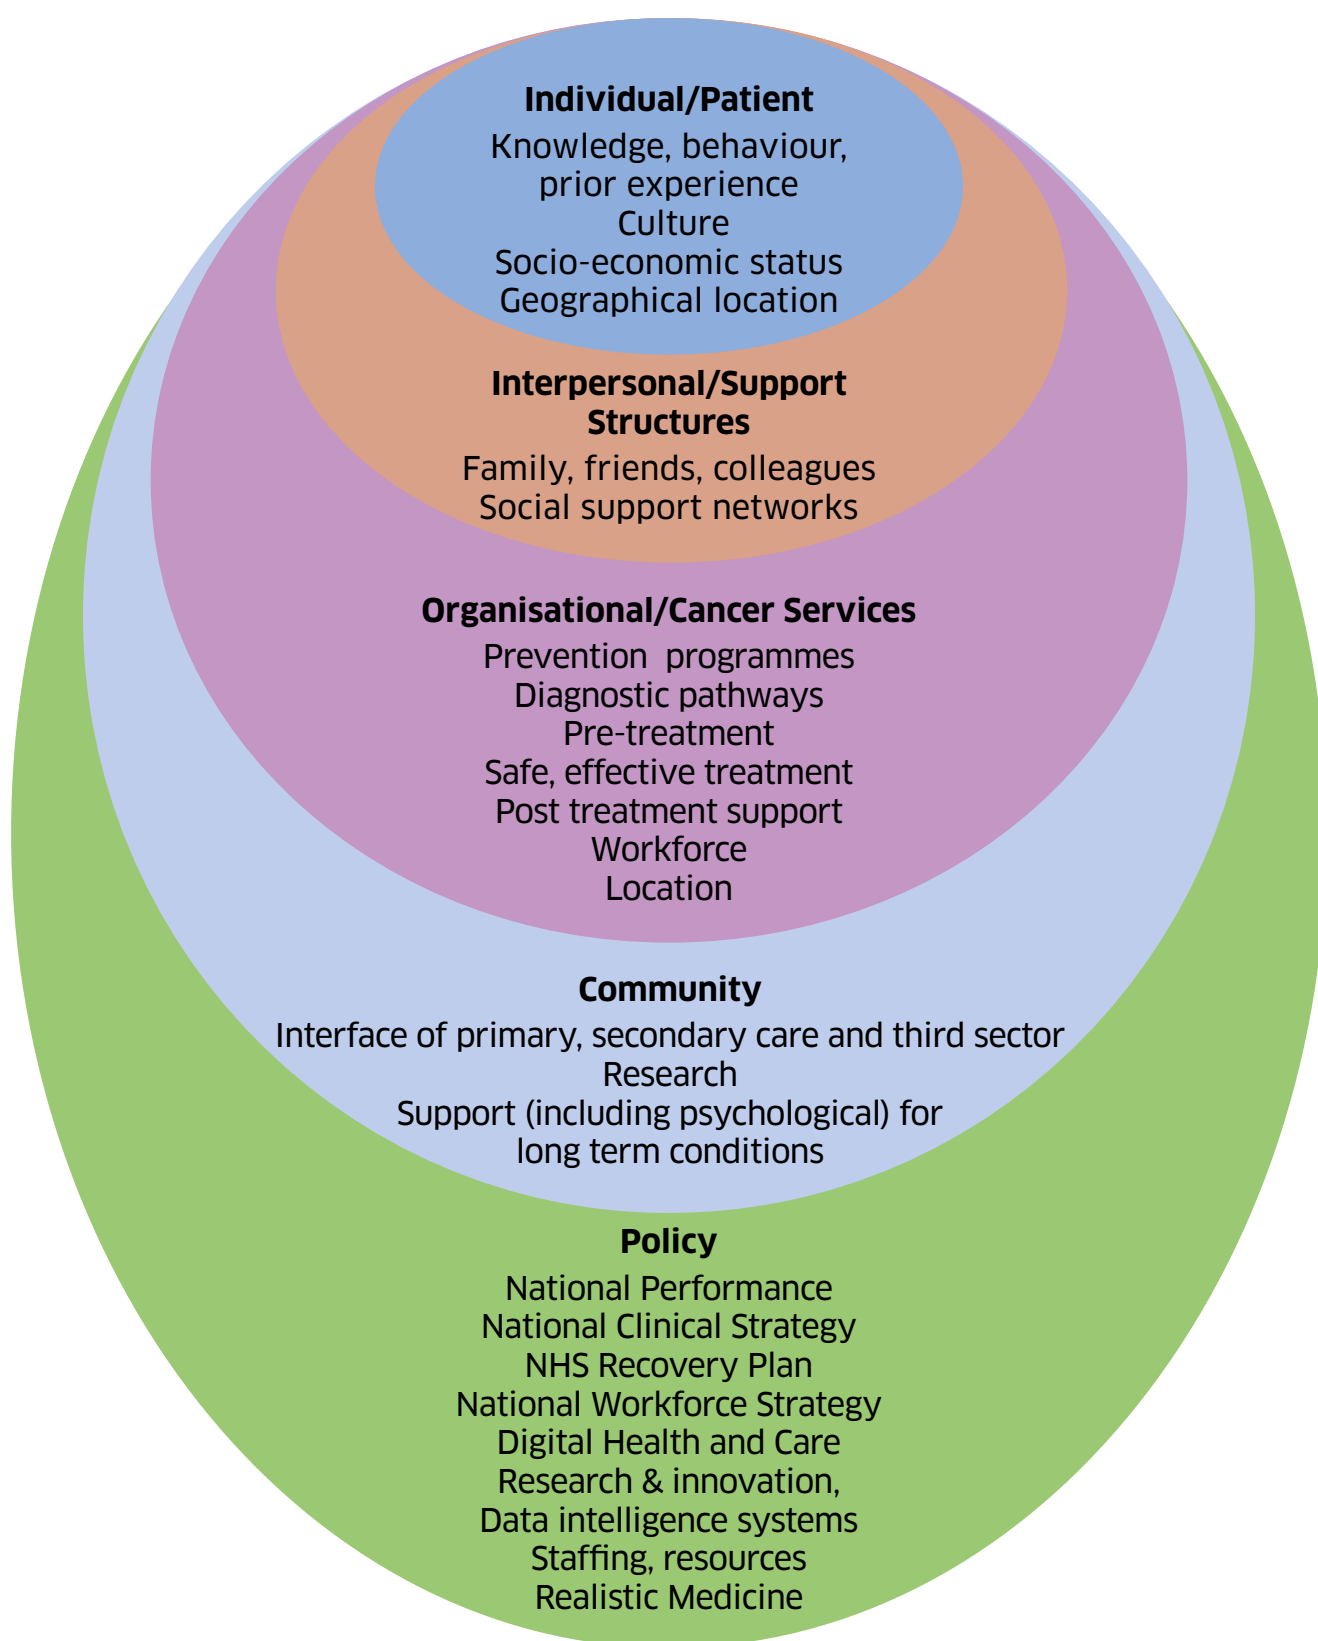 Individual/Patient
Knowledge, behaviour,
prior experience
Culture
Socio-economic status
Geographical location
Interpersonal/Support
Structures
Family, friends, colleagues
Social support networks
Organisational/Cancer Services
Prevention programmes
Diagnostic pathways
Pre-treatment
Safe, effective treatment
Post treatment support
Workforce
Location
Community
Interface of primary, secondary care and third sector
Research
Support (including psychological) for
long term conditions
Policy
National Performance
National Clinical Strategy
NHS Recovery Plan
National Workforce Strategy
Digital Health and Care
Research & innovation,
Data intelligence systems
Staffing, resources
Realistic Medicine